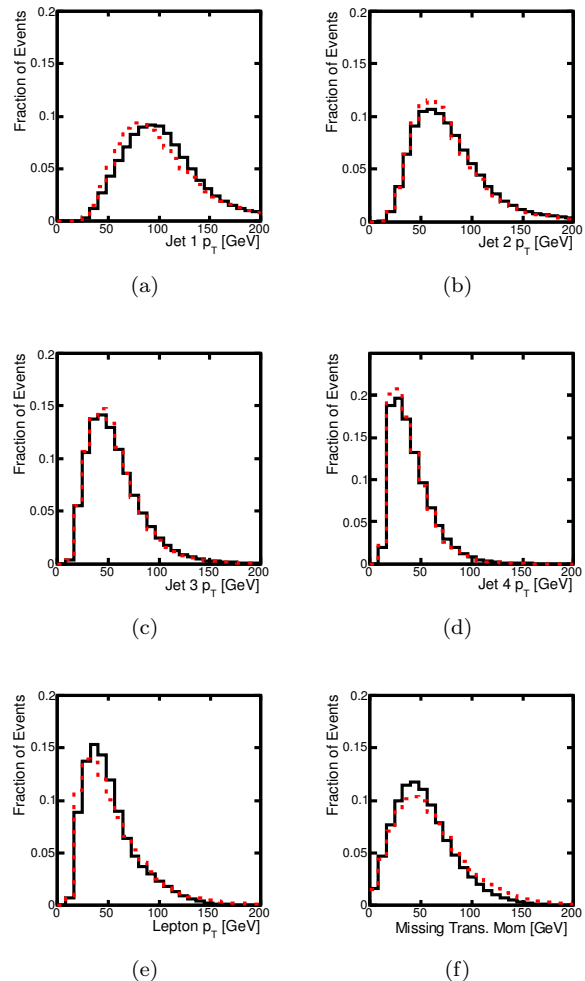 Fraction of Events
0.2
0.15
0.1
0.05
0
0 50 100 150 200
Jet 1 p_T [GeV]
(a)
Fraction of Events
0.2
0.15
0.1
0.05
0
0 50 100 150 200
Jet 2 p_T [GeV]
(b)
Fraction of Events
0.2
0.15
0.1
0.05
0
0 50 100 150 200
Jet 3 p_T [GeV]
(c)
Fraction of Events
0.2
0.15
0.1
0.05
0
0 50 100 150 200
Jet 4 p_T [GeV]
(d)
Fraction of Events
0.2
0.15
0.1
0.05
0
0 50 100 150 200
Lepton p_T [GeV]
(e)
Fraction of Events
0.2
0.15
0.1
0.05
0
0 50 100 150 200
Missing Trans. Mom [GeV]
(f)